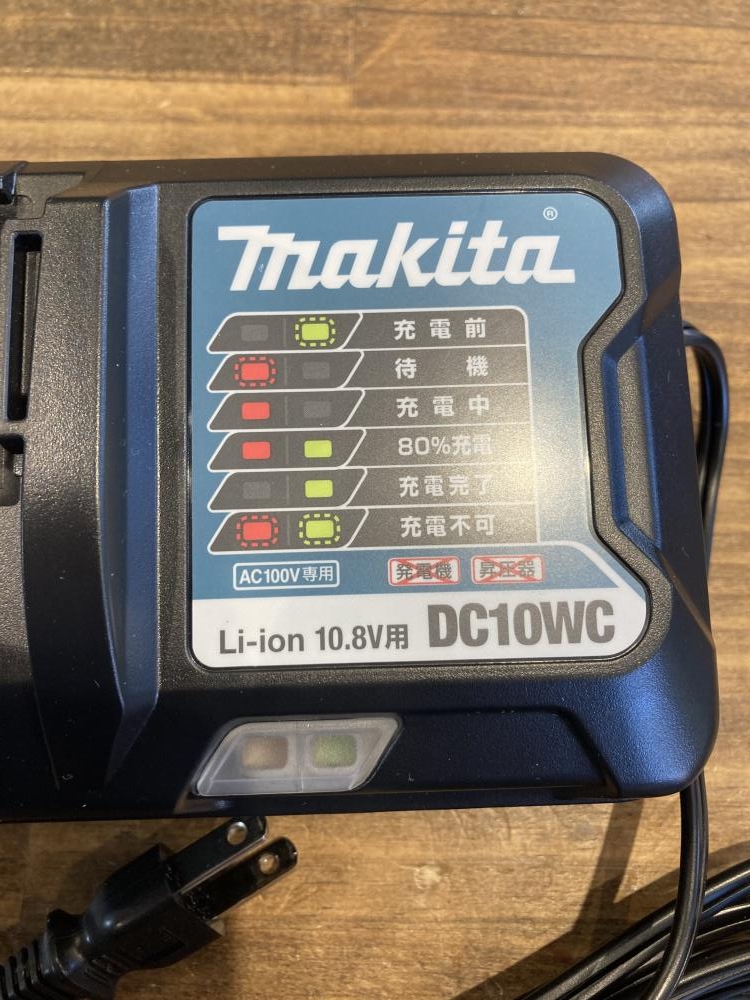 makita®
充電前
待機
充電中
80%充電
充電完了
充電不可
AC100V専用 発電機 昇圧器
Li-ion 10.8V用 DC10WC